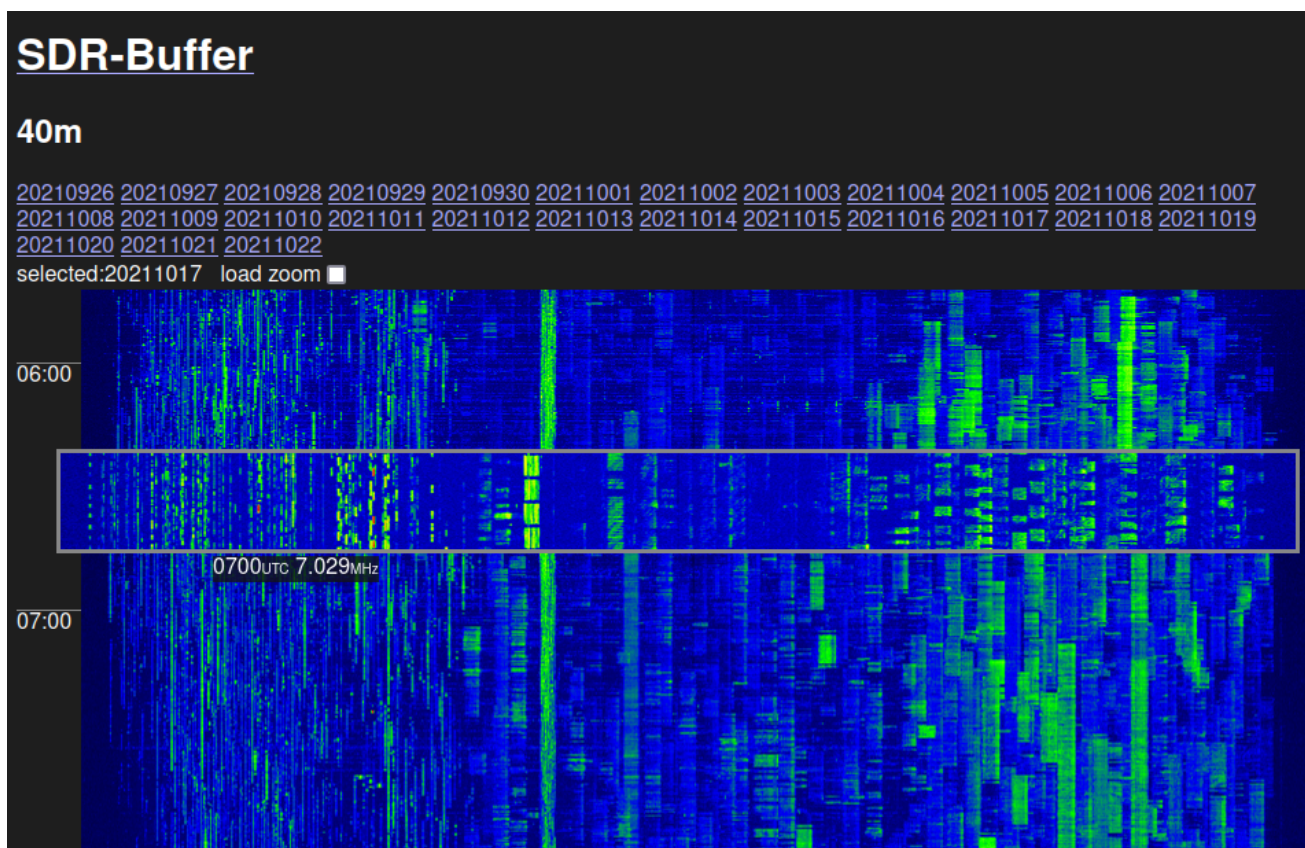 SDR-Buffer
40m
20210926 20210927 20210928 20210929 20210930 20211001 20211002 20211003 20211004 20211005 20211006 20211007
20211008 20211009 20211010 20211011 20211012 20211013 20211014 20211015 20211016 20211017 20211018 20211019
20211020 20211021 20211022
selected:20211017 load zoom
06:00
0700UTC 7.029MHz
07:00